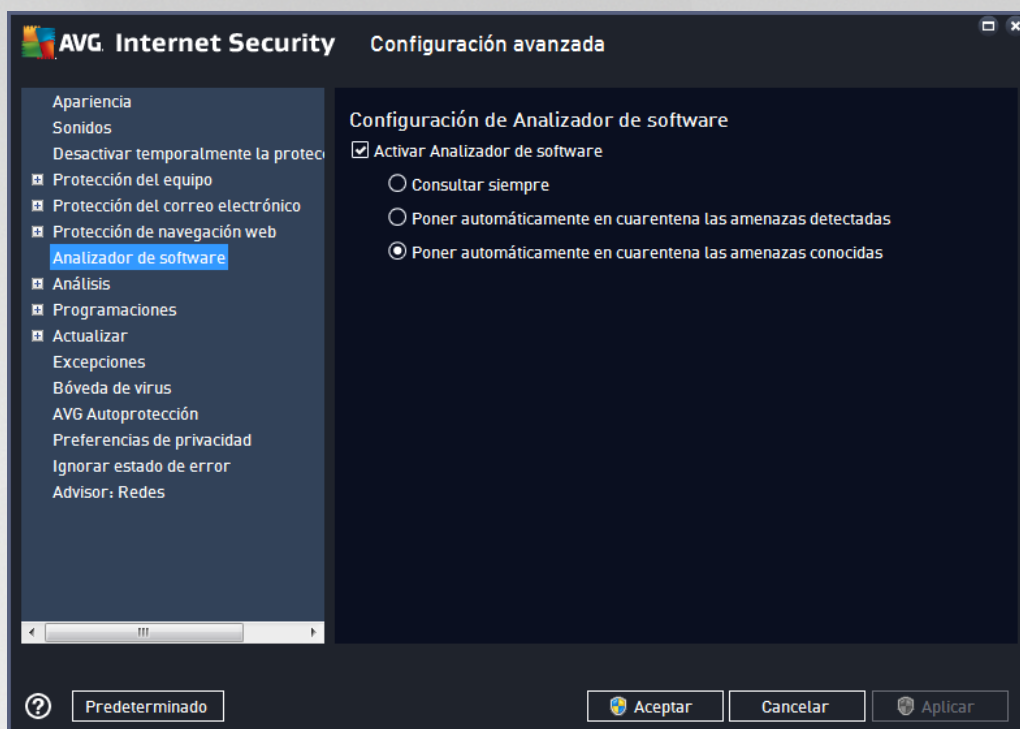 AVG. Internet Security
Configuración avanzada
Apariencia
Sonidos
Desactivar temporalmente la protec
Protección del equipo
Protección del correo electrónico
Protección de navegación web
Analizador de software
Análisis
Programaciones
Actualizar
Excepciones
Bóveda de virus
AVG Autoprotección
Preferencias de privacidad
Ignorar estado de error
Advisor: Redes
Configuración de Analizador de software
Activar Analizador de software
Consultar siempre
Poner automáticamente en cuarentena las amenazas detectadas
Poner automáticamente en cuarentena las amenazas conocidas
Predeterminado
Aceptar
Cancelar
Aplicar